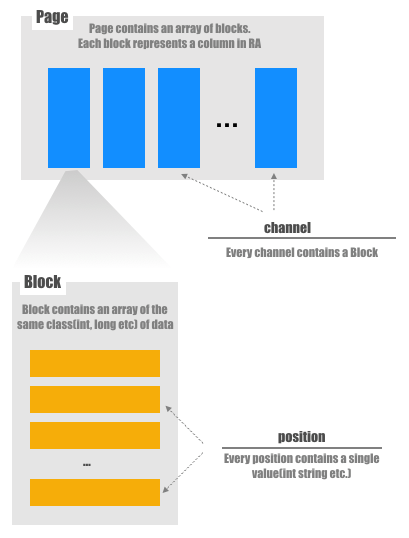 Page
Page contains an array of blocks.
Each block represents a column in RA
...
channel
Every channel contains a Block
Block
Block contains an array of the
same class(int, long etc) of data
position
Every position contains a single
value(int string etc.)
...